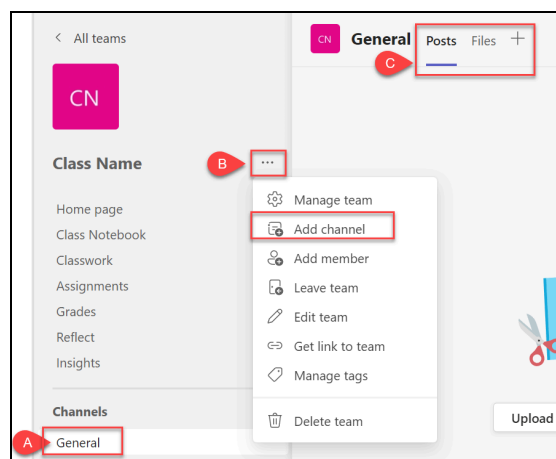 All teams
CN
Class Name
Home page
Class Notebook
Classwork
Assignments
Grades
Reflect
Insights
Channels
A
General
CN General Posts Files
C
B
Manage team
Add channel
Add member
Leave team
Edit team
Get link to team
Manage tags
Delete team
Upload